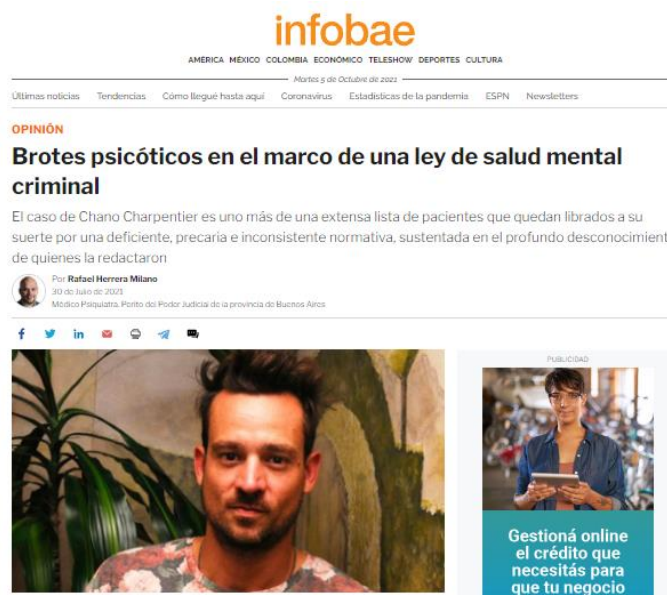 infobae
AMÉRICA MÉXICO COLOMBIA ECONÓMICO TELESHOW DEPORTES CULTURA
Martes 5 de Octubre de 2021
Últimas noticias Tendencias Cómo llegué hasta aquí Coronavirus Estadísticas de la pandemia ESPN Newsletters
OPINIÓN
Brotes psicóticos en el marco de una ley de salud mental
criminal
El caso de Chano Charpentier es uno más de una extensa lista de pacientes que quedan librados a su
suerte por una deficiente, precaria e inconsistente normativa, sustentada en el profundo desconocimient
de quienes la redactaron
Por Rafael Herrera Milano
30 de Julio de 2021
Médico Psiquiatra. Perito del Poder Judicial de la provincia de Buenos Aires
PUBLICIDAD
Gestioná online
el crédito que
necesitás para
que tu negocio